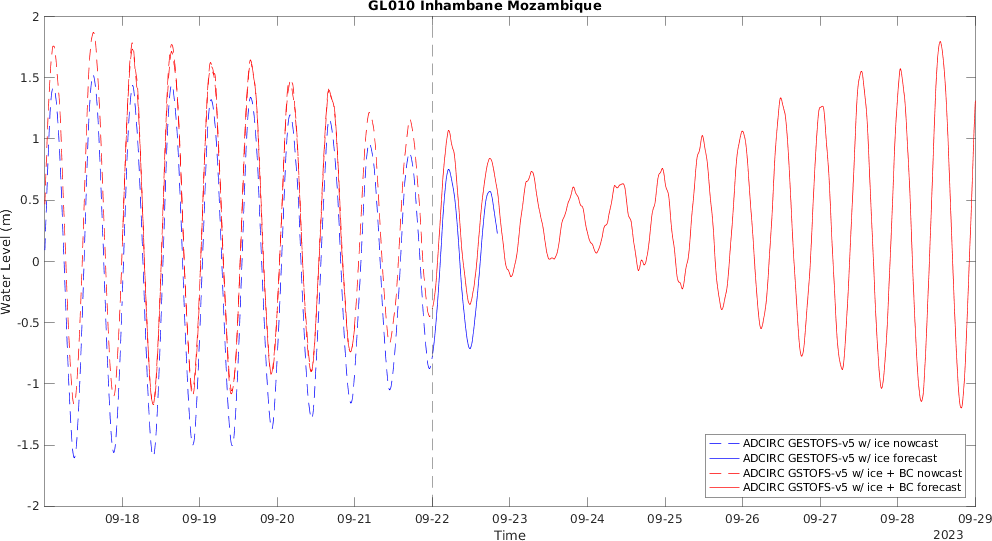 GL010 Inhambane Mozambique
2
1.5
1
0.5
0
-0.5
-1
-1.5
-2
Water Level (m)
ADCIRC GESTOFS-v5 w/ ice nowcast
ADCIRC GESTOFS-v5 w/ ice forecast
ADCIRC GSTOFS-v5 w/ ice + BC nowcast
ADCIRC GSTOFS-v5 w/ ice + BC forecast
09-18 09-19 09-20 09-21 09-22 09-23 09-24 09-25 09-26 09-27 09-28 09-29
Time
2023